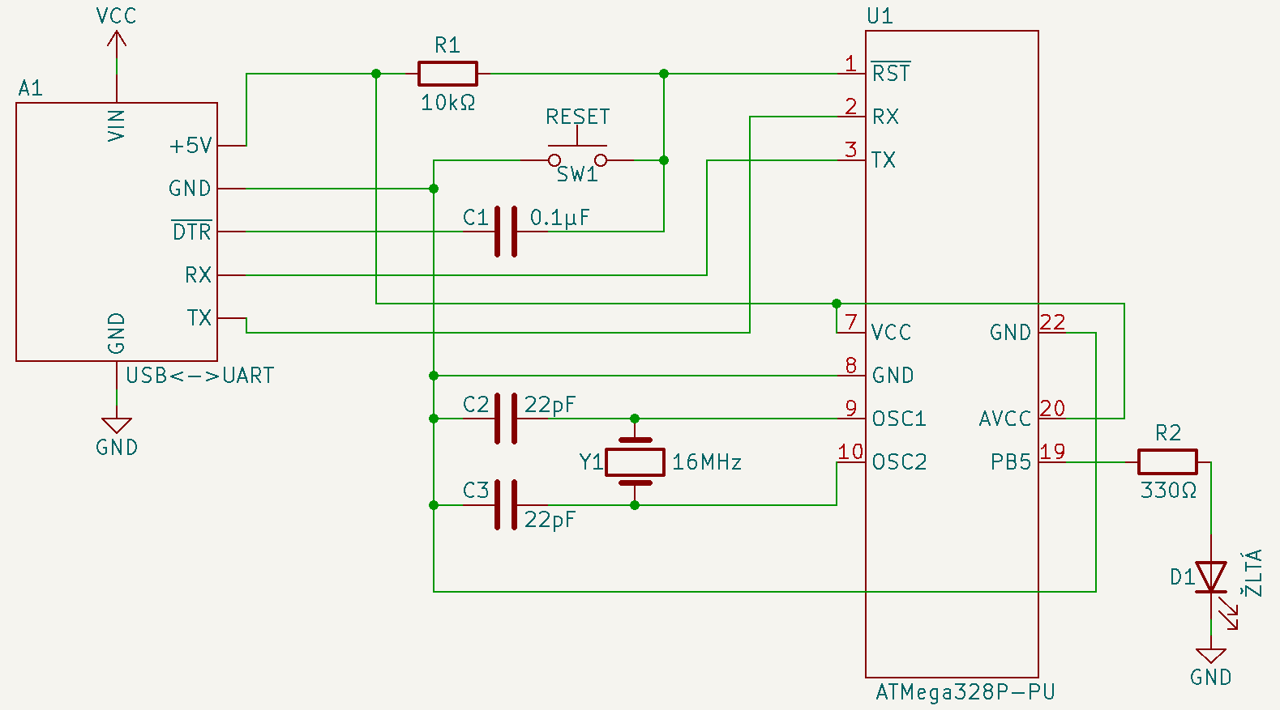 VCC
A1
VIN
+5V
GND
DTR
RX
TX
GND
USB<->UART
GND
R1
10kΩ
RESET
SW1
C1 0.1µF
C2 22pF
Y1 16MHz
C3
22pF
U1
1 RST
2 RX
3 TX
7 VCC
8 GND
9 OSC1
10 OSC2
GND 22
AVCC 20
PB5 19
ATMega328P-PU
R2
330Ω
D1
ŽLTÁ
GND